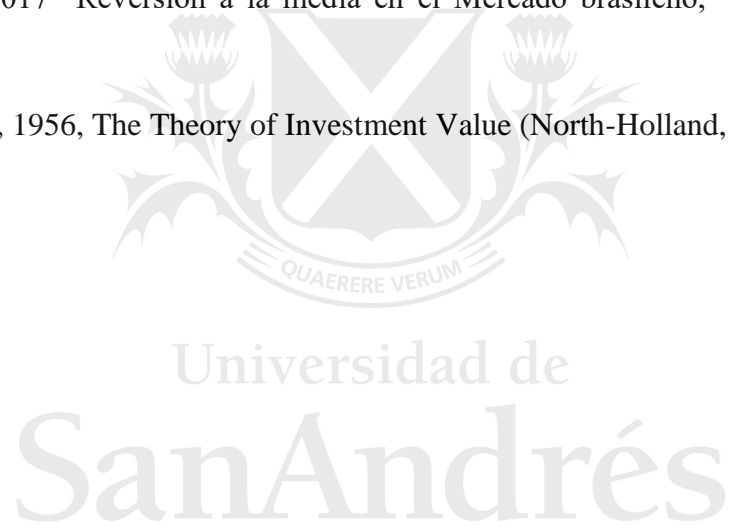 017 Reversión a la media en el Mercado brasileño,
, 1956, The Theory of Investment Value (North-Holland,
QUAERERE VERUM
Universidad de
SanAndrés